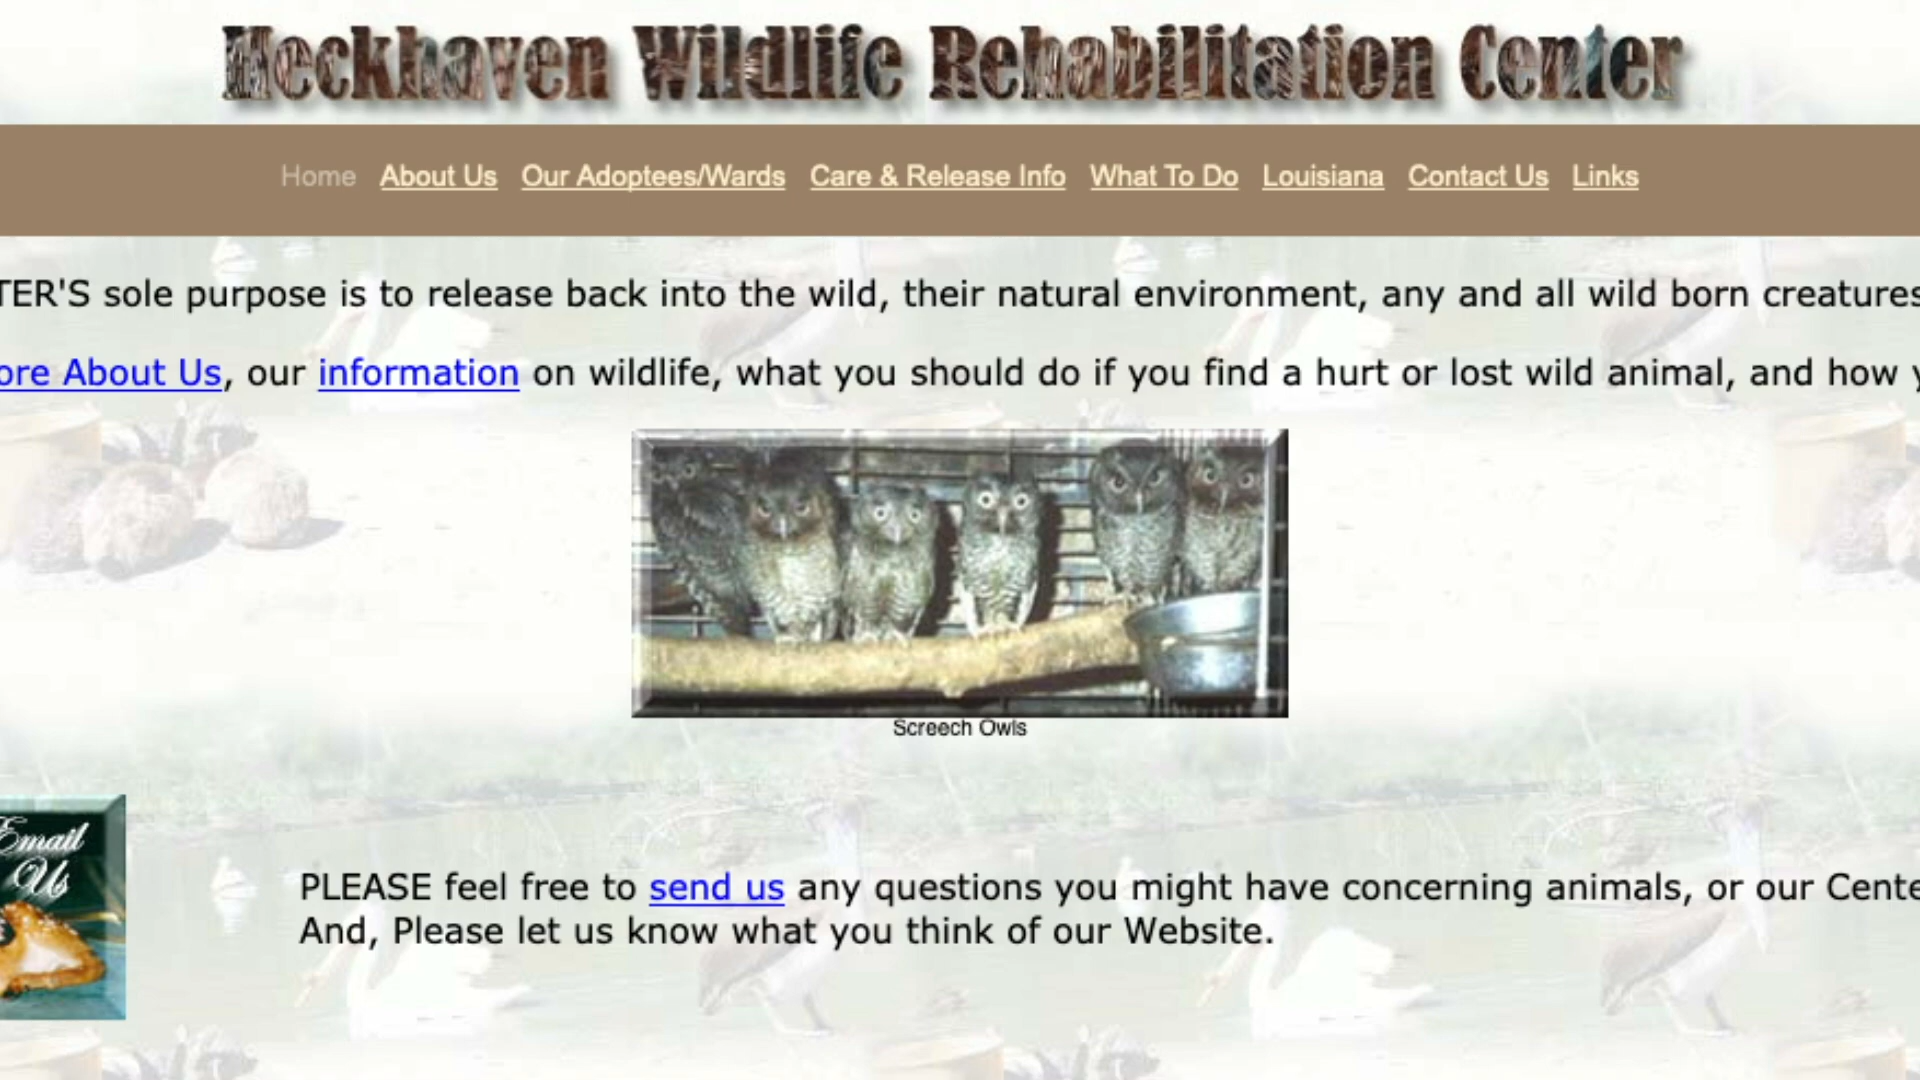 Heckhaven Wildlife Rehabilitation Center
Home About Us Our Adoptees/Wards Care & Release Info What To Do Louisiana Contact Us Links
TER'S sole purpose is to release back into the wild, their natural environment, any and all wild born creatures
ore About Us, our information on wildlife, what you should do if you find a hurt or lost wild animal, and how y
Screech Owls
Email
Us
PLEASE feel free to send us any questions you might have concerning animals, or our Cente
And, Please let us know what you think of our Website.